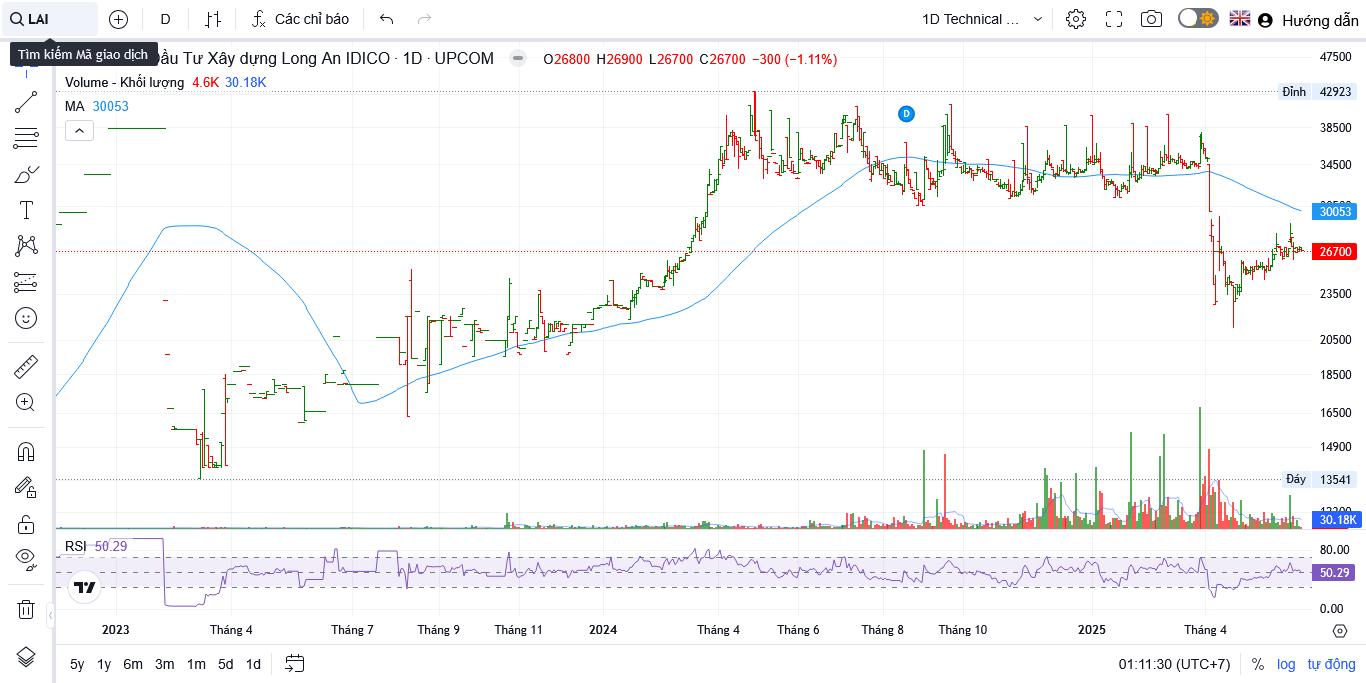 LAI D Các chỉ báo 1D Technical ... Hướng dẫn
Tìm kiếm Mã giao dịch
Đầu Tư Xây dựng Long An IDICO · 1D · UPCOM O26800 H26900 L26700 C26700 −300 (−1.11%)
Volume - Khối lượng 4.6K 30.18K
MA 30053
D
47500
Đỉnh 42923
38500
34500
30053
26700
23500
20500
18500
16500
14900
Đáy 13541
30.18K
RSI 50.29
80.00
50.29
0.00
2023 Tháng 4 Tháng 7 Tháng 9 Tháng 11 2024 Tháng 4 Tháng 6 Tháng 8 Tháng 10 2025 Tháng 4
5y 1y 6m 3m 1m 5d 1d 01:11:30 (UTC+7) % log tự động